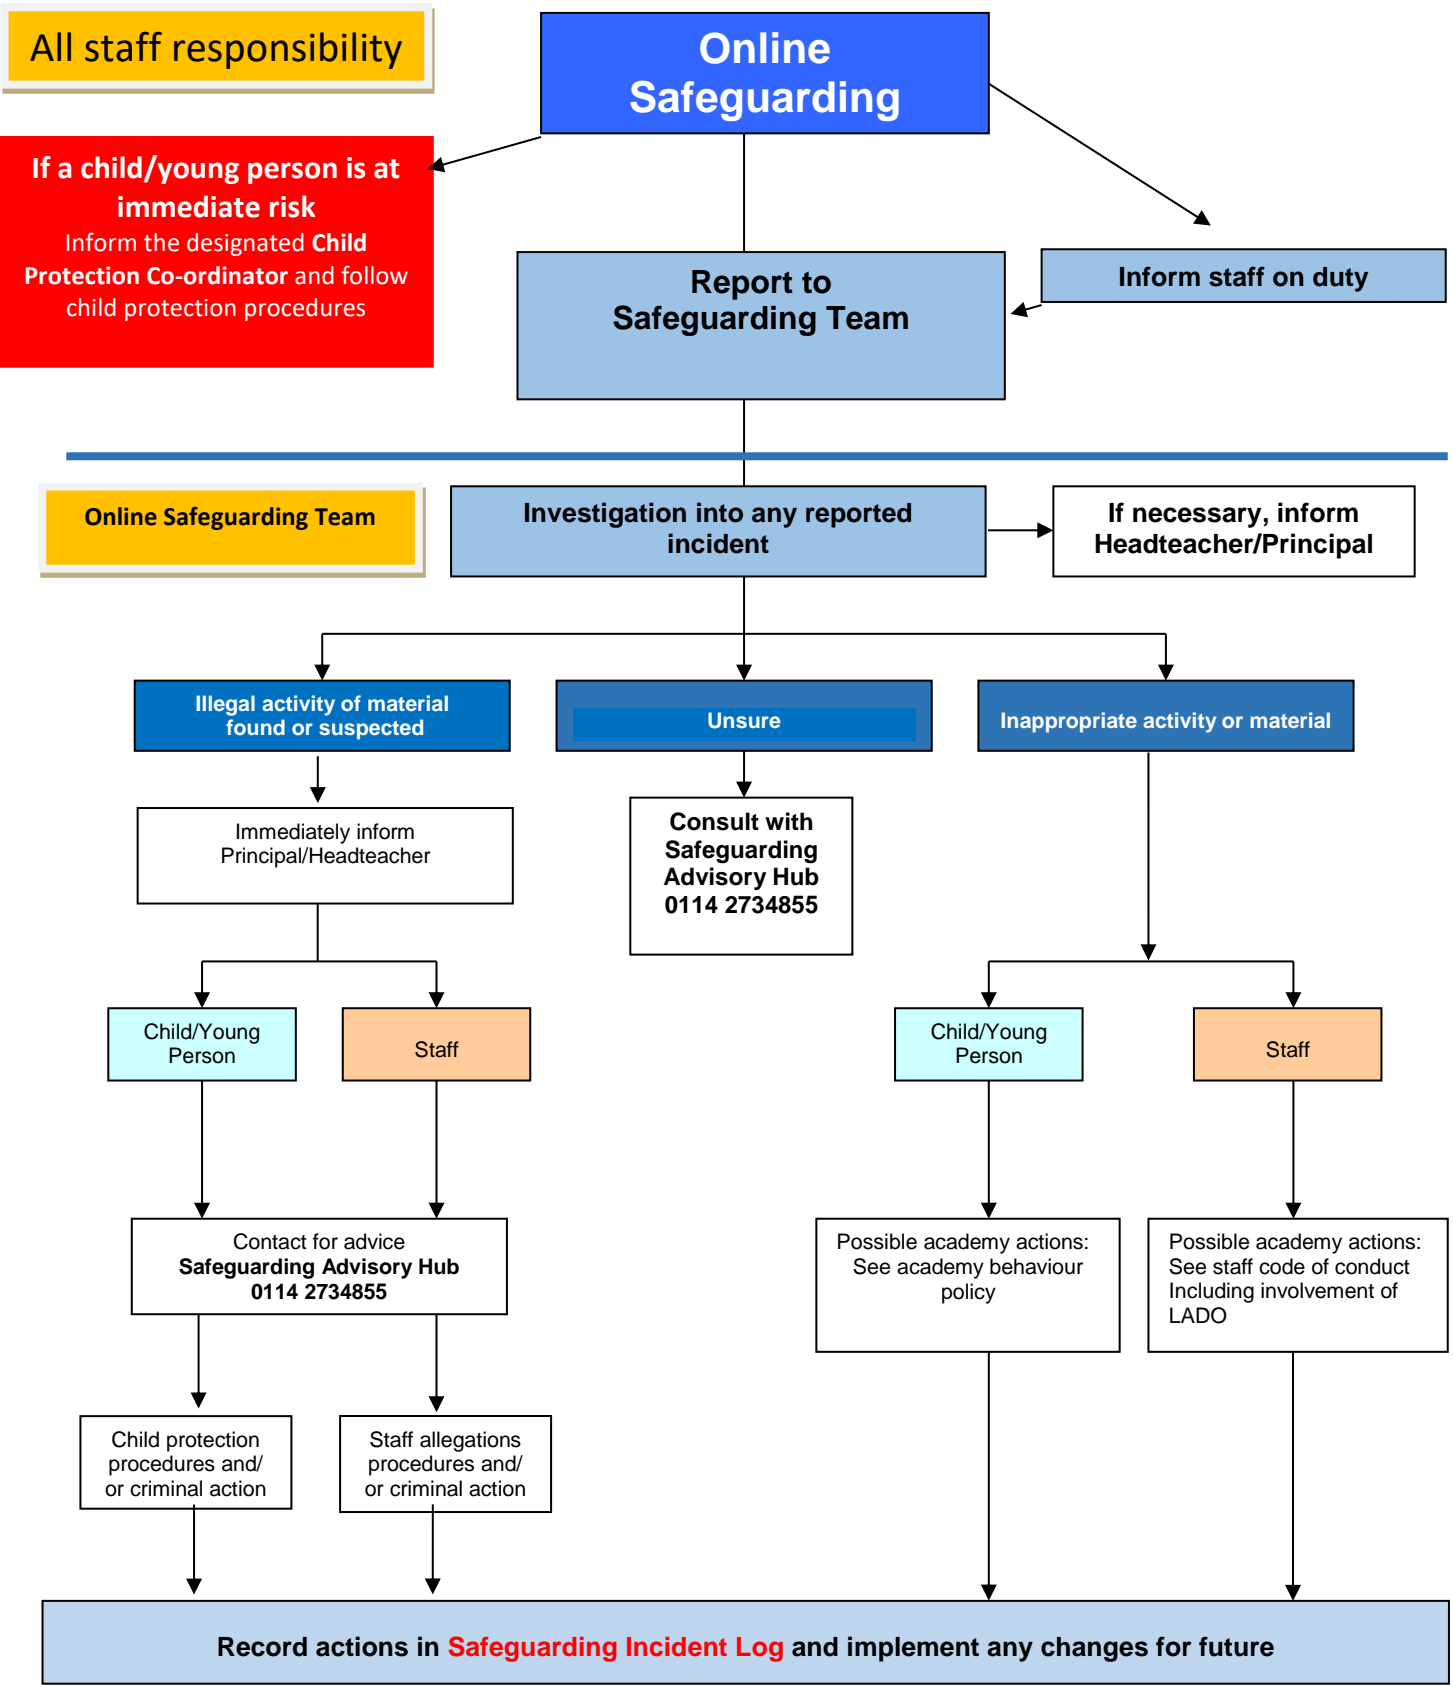 All staff responsibility
Online
Safeguarding
If a child/young person is at
immediate risk
Inform the designated Child
Protection Co-ordinator and follow
child protection procedures
Report to
Safeguarding Team
Inform staff on duty
Online Safeguarding Team
Investigation into any reported
incident
If necessary, inform
Headteacher/Principal
Illegal activity of material
found or suspected
Unsure
Inappropriate activity or material
Immediately inform
Principal/Headteacher
Consult with
Safeguarding
Advisory Hub
0114 2734855
Child/Young
Person
Staff
Child/Young
Person
Staff
Contact for advice
Safeguarding Advisory Hub
0114 2734855
Possible academy actions:
See academy behaviour
policy
Possible academy actions:
See staff code of conduct
Including involvement of
LADO
Child protection
procedures and/
or criminal action
Staff allegations
procedures and/
or criminal action
Record actions in Safeguarding Incident Log and implement any changes for future